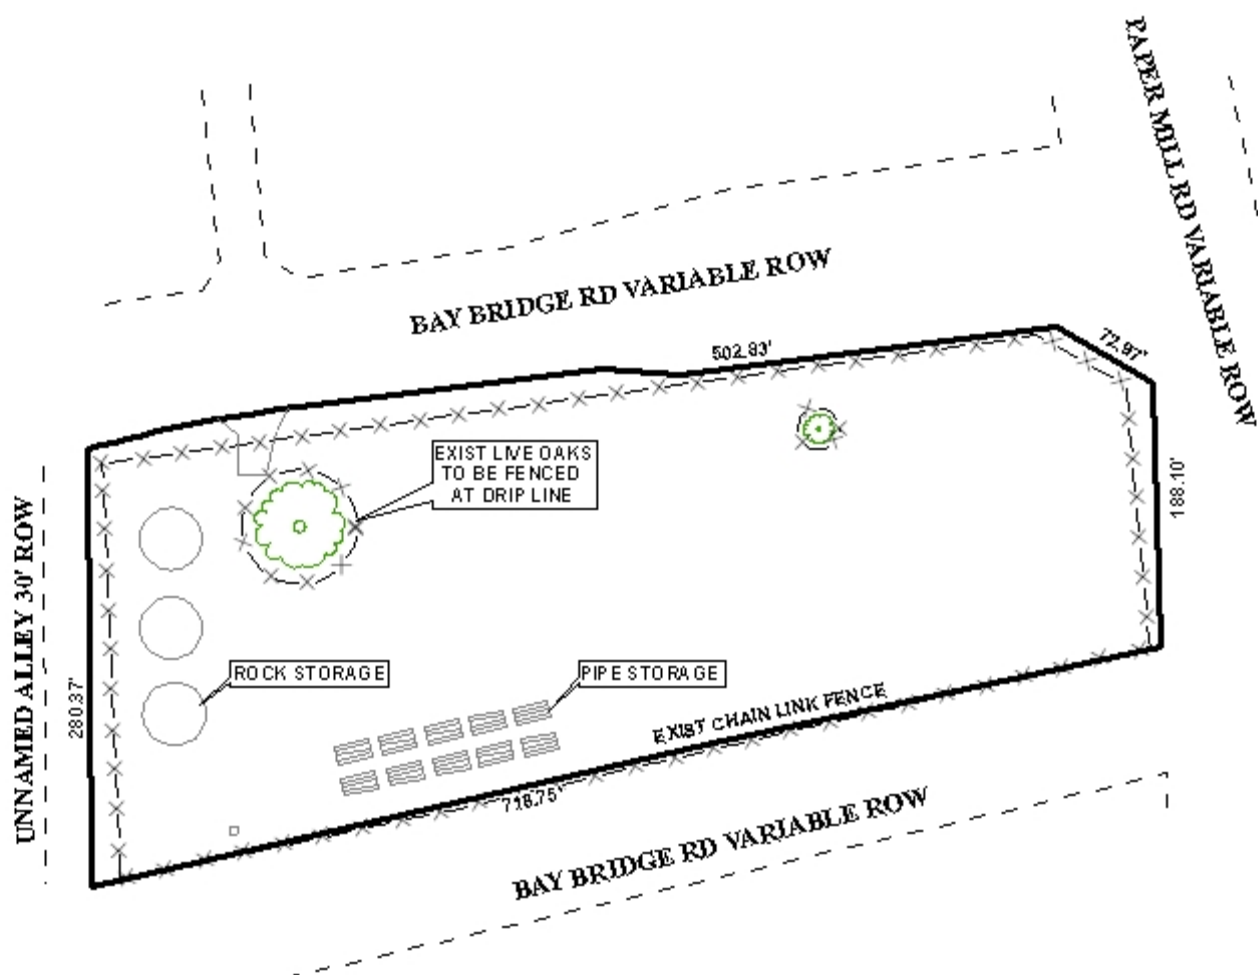 PAPER MILL RD VARIABLE ROW
BAY BRIDGE RD VARIABLE ROW
502.83'
72.97'
EXIST LIVE OAKS
TO BE FENCED
AT DRIP LINE
188.10'
UNNAMED ALLEY 30' ROW
280.37'
ROCK STORAGE
PIPE STORAGE
EXIST CHAIN LINK FENCE
718.75'
BAY BRIDGE RD VARIABLE ROW